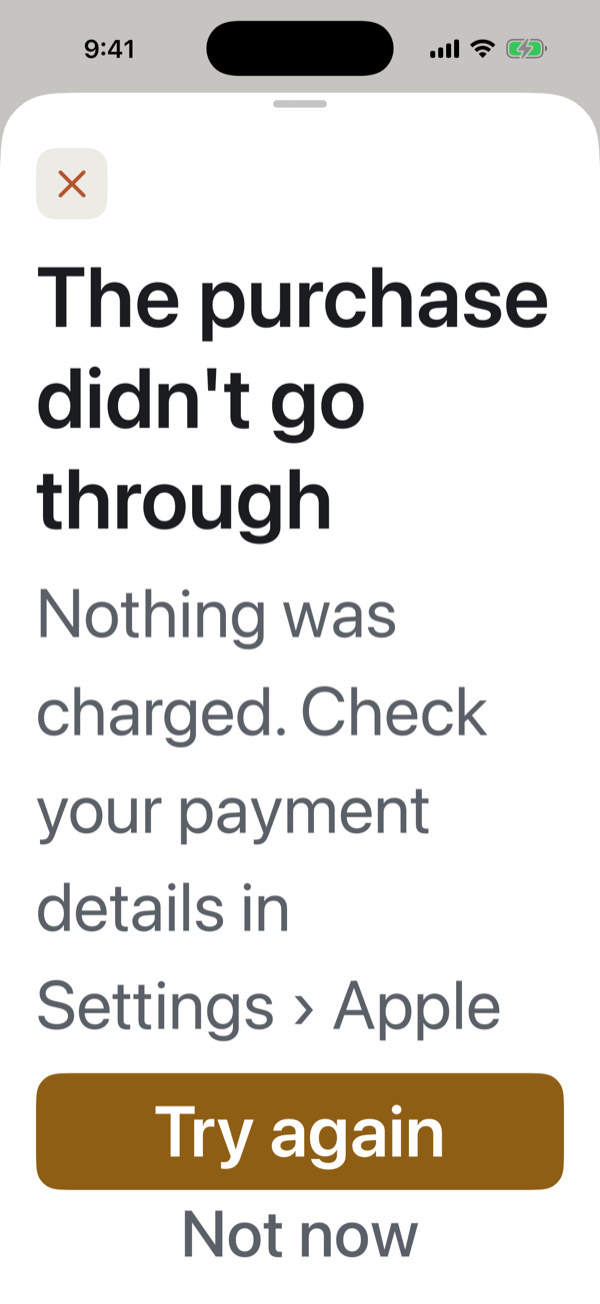 9:41
The purchase
didn't go
through
Nothing was
charged. Check
your payment
details in
Settings › Apple
Try again
Not now